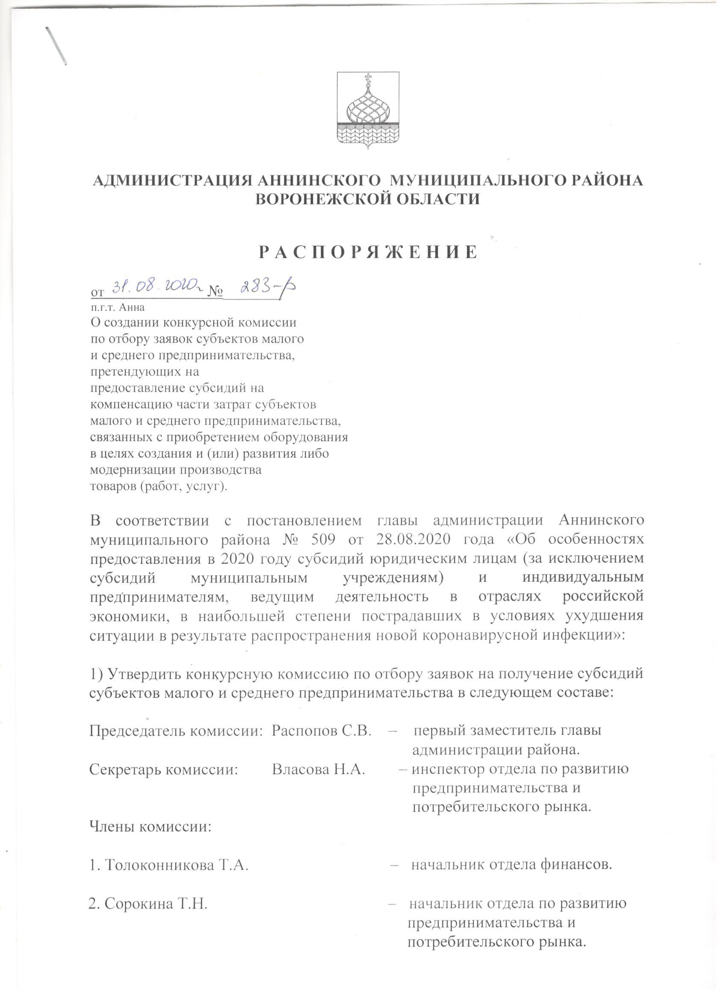 АДМИНИСТРАЦИЯ АННИНСКОГО МУНИЦИПАЛЬНОГО РАЙОНА
ВОРОНЕЖСКОЙ ОБЛАСТИ
Р А С П О Р Я Ж Е Н И Е
от 31.08.2020г № 283-р
п.г.т. Анна
О создании конкурсной комиссии
по отбору заявок субъектов малого
и среднего предпринимательства,
претендующих на
предоставление субсидий на
компенсацию части затрат субъектов
малого и среднего предпринимательства,
связанных с приобретением оборудования
в целях создания и (или) развития либо
модернизации производства
товаров (работ, услуг).
В соответствии с постановлением главы администрации Аннинского
муниципального района № 509 от 28.08.2020 года «Об особенностях
предоставления в 2020 году субсидий юридическим лицам (за исключением
субсидий муниципальным учреждениям) и индивидуальным
предпринимателям, ведущим деятельность в отраслях российской
экономики, в наибольшей степени пострадавших в условиях ухудшения
ситуации в результате распространения новой коронавирусной инфекции»:
1) Утвердить конкурсную комиссию по отбору заявок на получение субсидий
субъектов малого и среднего предпринимательства в следующем составе:
Председатель комиссии: Распопов С.В. – первый заместитель главы
администрации района.
Секретарь комиссии: Власова Н.А. – инспектор отдела по развитию
предпринимательства и
потребительского рынка.
Члены комиссии:
1. Толоконникова Т.А. – начальник отдела финансов.
2. Сорокина Т.Н. – начальник отдела по развитию
предпринимательства и
потребительского рынка.